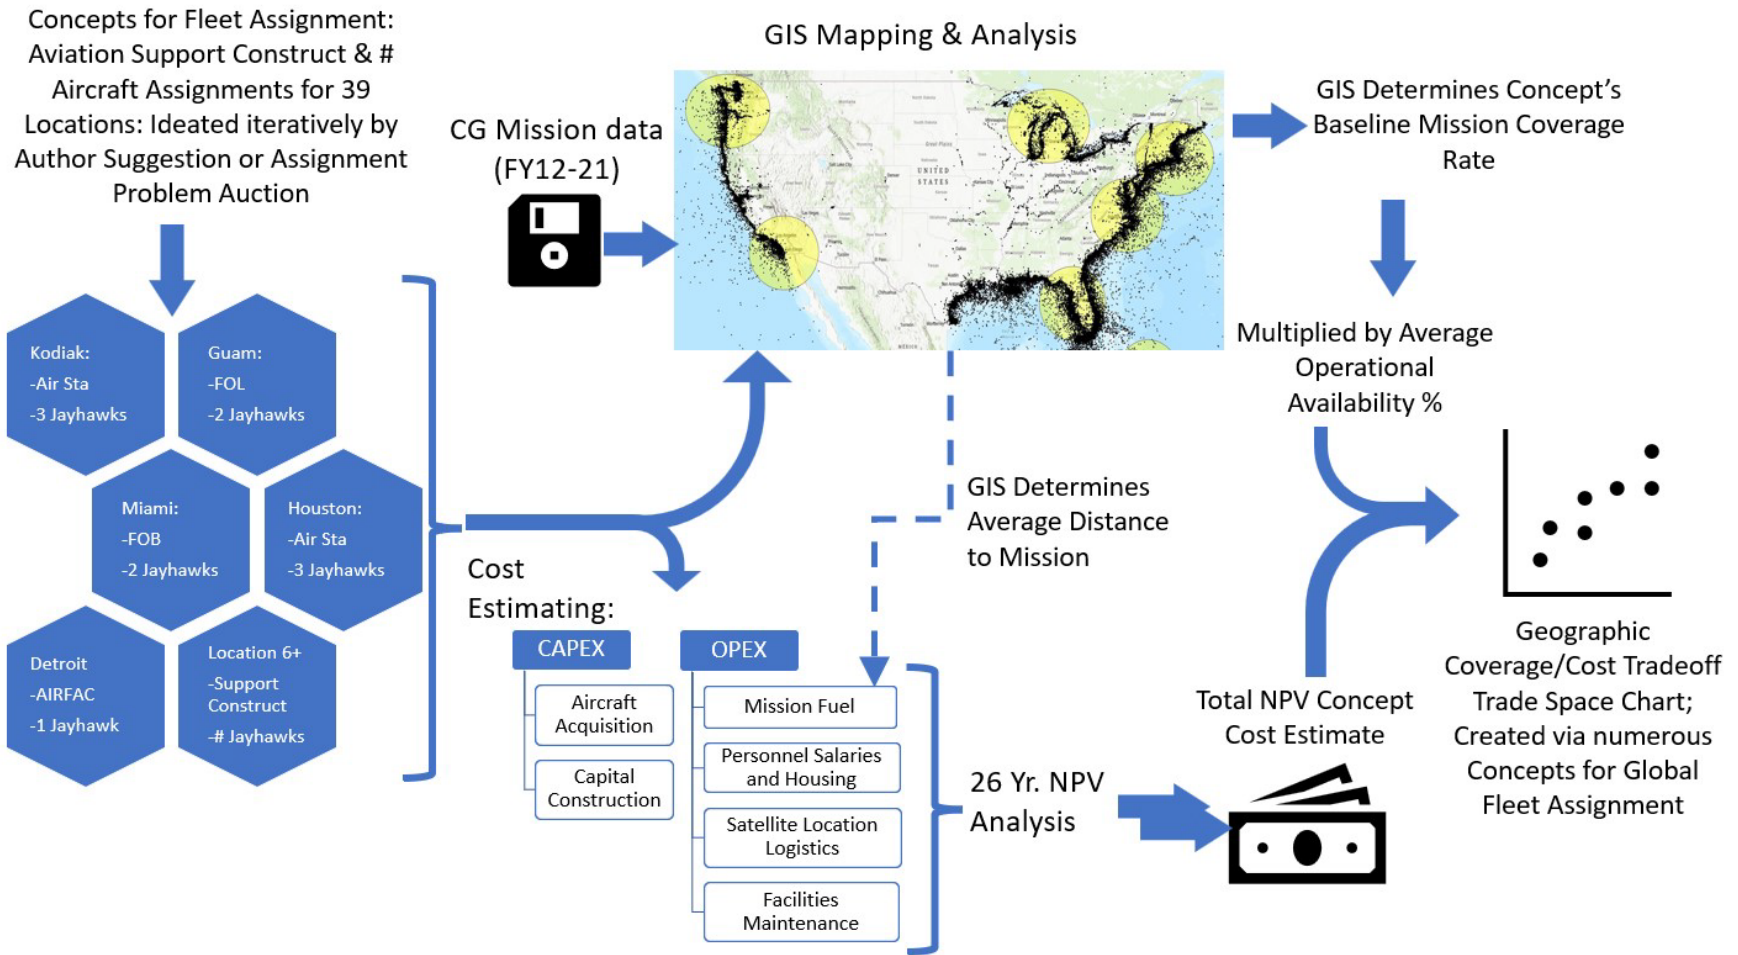 Concepts for Fleet Assignment:
Aviation Support Construct & #
Aircraft Assignments for 39
Locations: Ideated iteratively by
Author Suggestion or Assignment
Problem Auction
Kodiak:
-Air Sta
-3 Jayhawks
Guam:
-FOL
-2 Jayhawks
Miami:
-FOB
-2 Jayhawks
Houston:
-Air Sta
-3 Jayhawks
Detroit
-AIRFAC
-1 Jayhawk
Location 6+
-Support
Construct
-# Jayhawks
CG Mission data
(FY12-21)
GIS Mapping & Analysis
UNITED
STATES
MÉXICO
GIS Determines Concept's
Baseline Mission Coverage
Rate
Multiplied by Average
Operational
Availability %
GIS Determines
Average Distance
to Mission
Cost
Estimating:
CAPEX
Aircraft
Acquisition
Capital
Construction
OPEX
Mission Fuel
Personnel Salaries
and Housing
Satellite Location
Logistics
Facilities
Maintenance
26 Yr. NPV
Analysis
Total NPV Concept
Cost Estimate
Geographic
Coverage/Cost Tradeoff
Trade Space Chart;
Created via numerous
Concepts for Global
Fleet Assignment